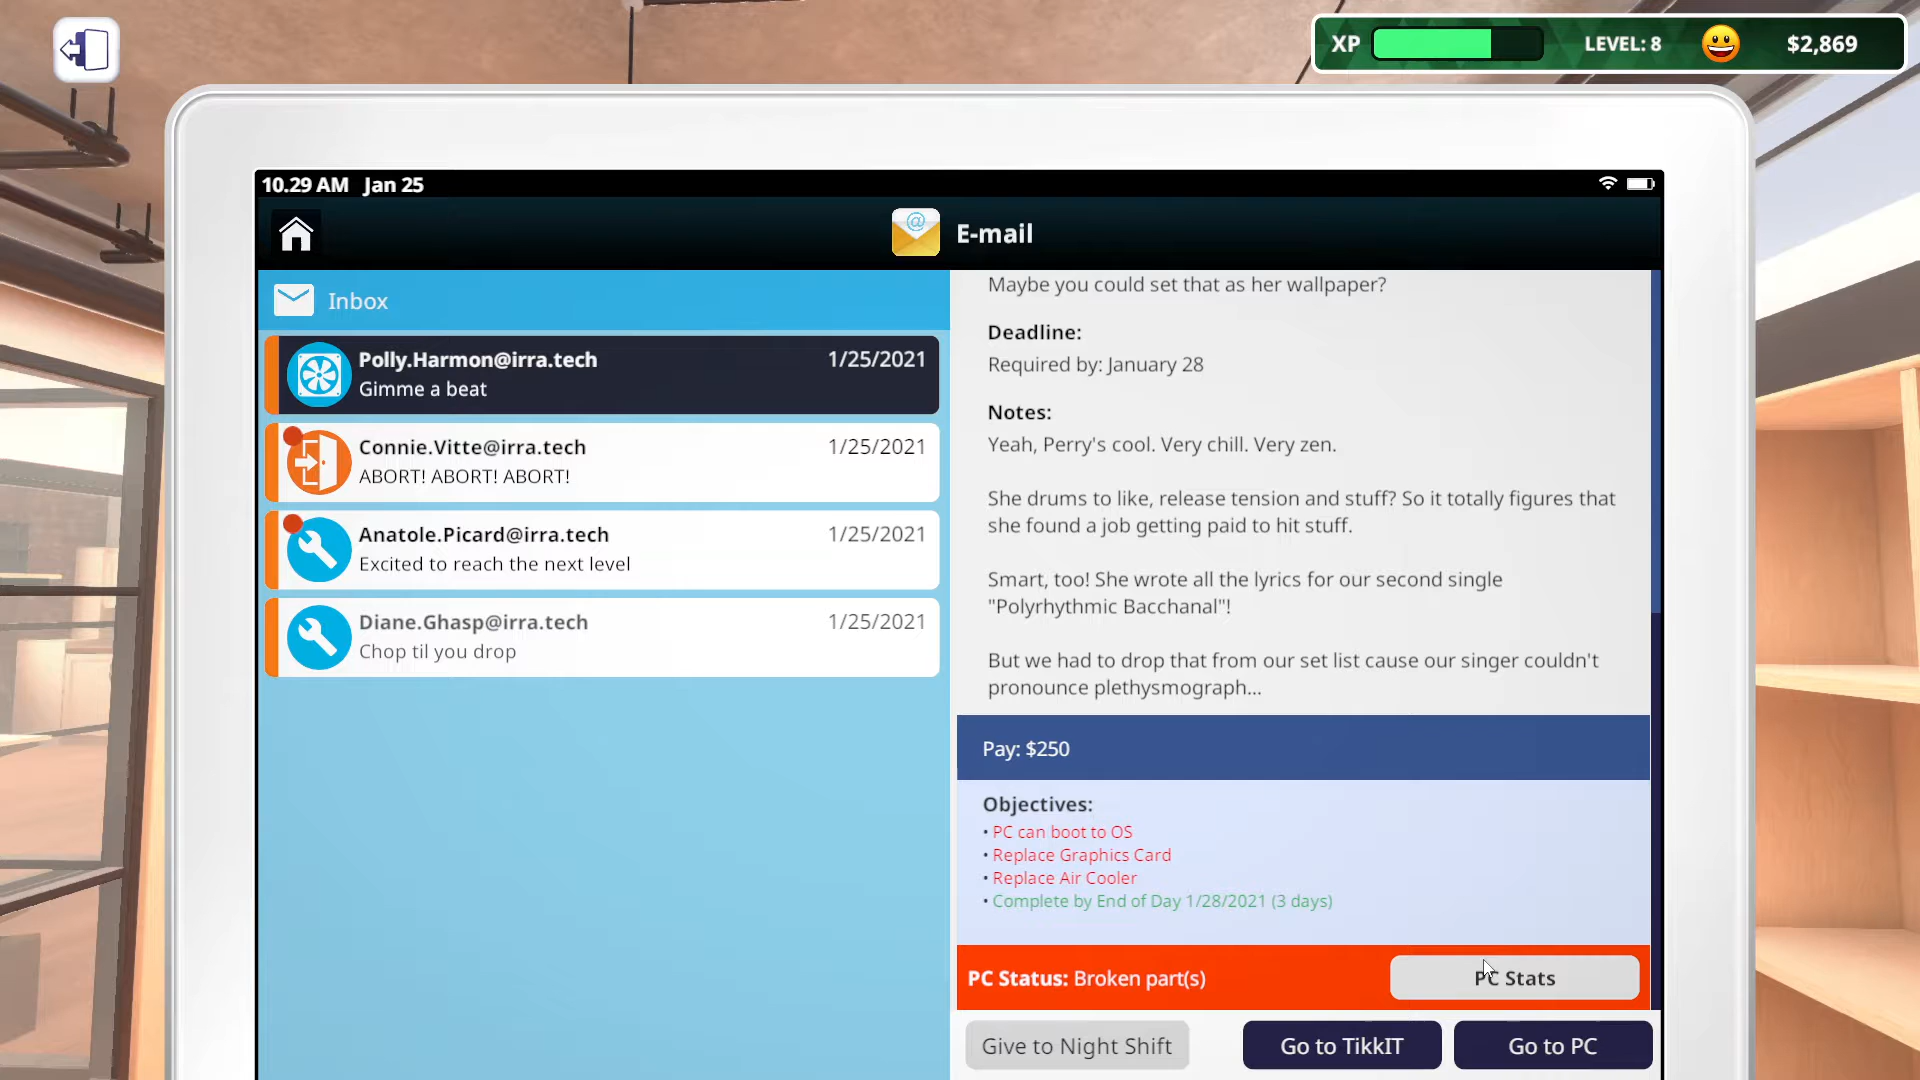 XP LEVEL: 8 $2,869
10.29 AM Jan 25
E-mail
Inbox
Polly.Harmon@irra.tech 1/25/2021
Gimme a beat
Connie.Vitte@irra.tech 1/25/2021
ABORT! ABORT! ABORT!
Anatole.Picard@irra.tech 1/25/2021
Excited to reach the next level
Diane.Ghasp@irra.tech 1/25/2021
Chop til you drop
Maybe you could set that as her wallpaper?
Deadline:
Required by: January 28
Notes:
Yeah, Perry's cool. Very chill. Very zen.
She drums to like, release tension and stuff? So it totally figures that
she found a job getting paid to hit stuff.
Smart, too! She wrote all the lyrics for our second single
"Polyrhythmic Bacchanal"!
But we had to drop that from our set list cause our singer couldn't
pronounce plethysmograph...
Pay: $250
Objectives:
• PC can boot to OS
• Replace Graphics Card
• Replace Air Cooler
• Complete by End of Day 1/28/2021 (3 days)
PC Status: Broken part(s) PC Stats
Give to Night Shift Go to TikkIT Go to PC